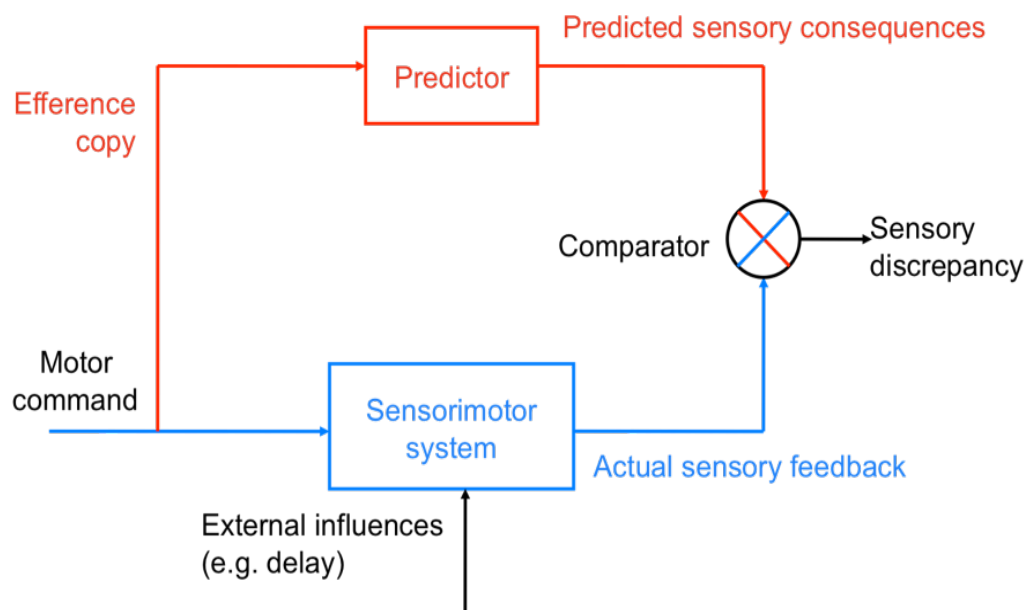 Predicted sensory consequences
Predictor
Efference
copy
Comparator
Sensory
discrepancy
Motor
command
Sensorimotor
system
Actual sensory feedback
External influences
(e.g. delay)